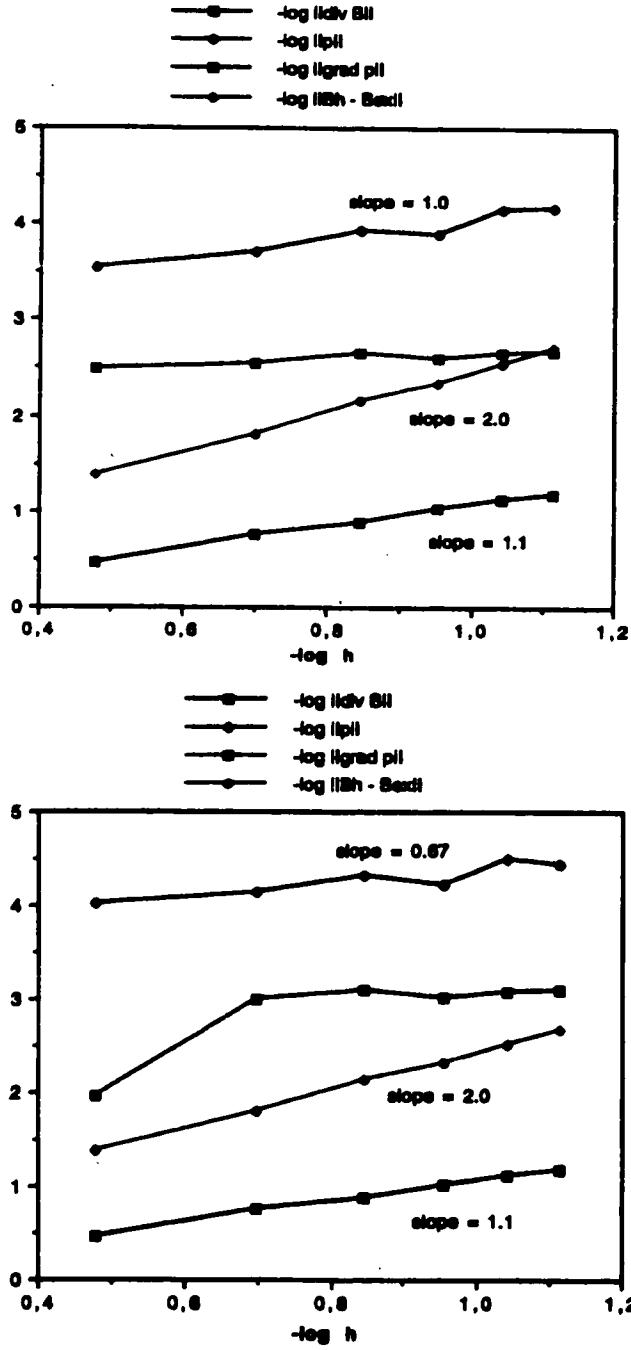 -log ||div B||
-log ||p||
-log ||grad p||
-log ||Bh - Bex||
5
4
3
2
1
0
slope = 1.0
slope = 2.0
slope = 1.1
0,4
0,6
0,8
1,0
1,2
-log h
-log ||div B||
-log ||p||
-log ||grad p||
-log ||Bh - Bex||
5
4
3
2
1
0
slope = 0.67
slope = 2.0
slope = 1.1
0,4
0,6
0,8
1,0
1,2
-log h